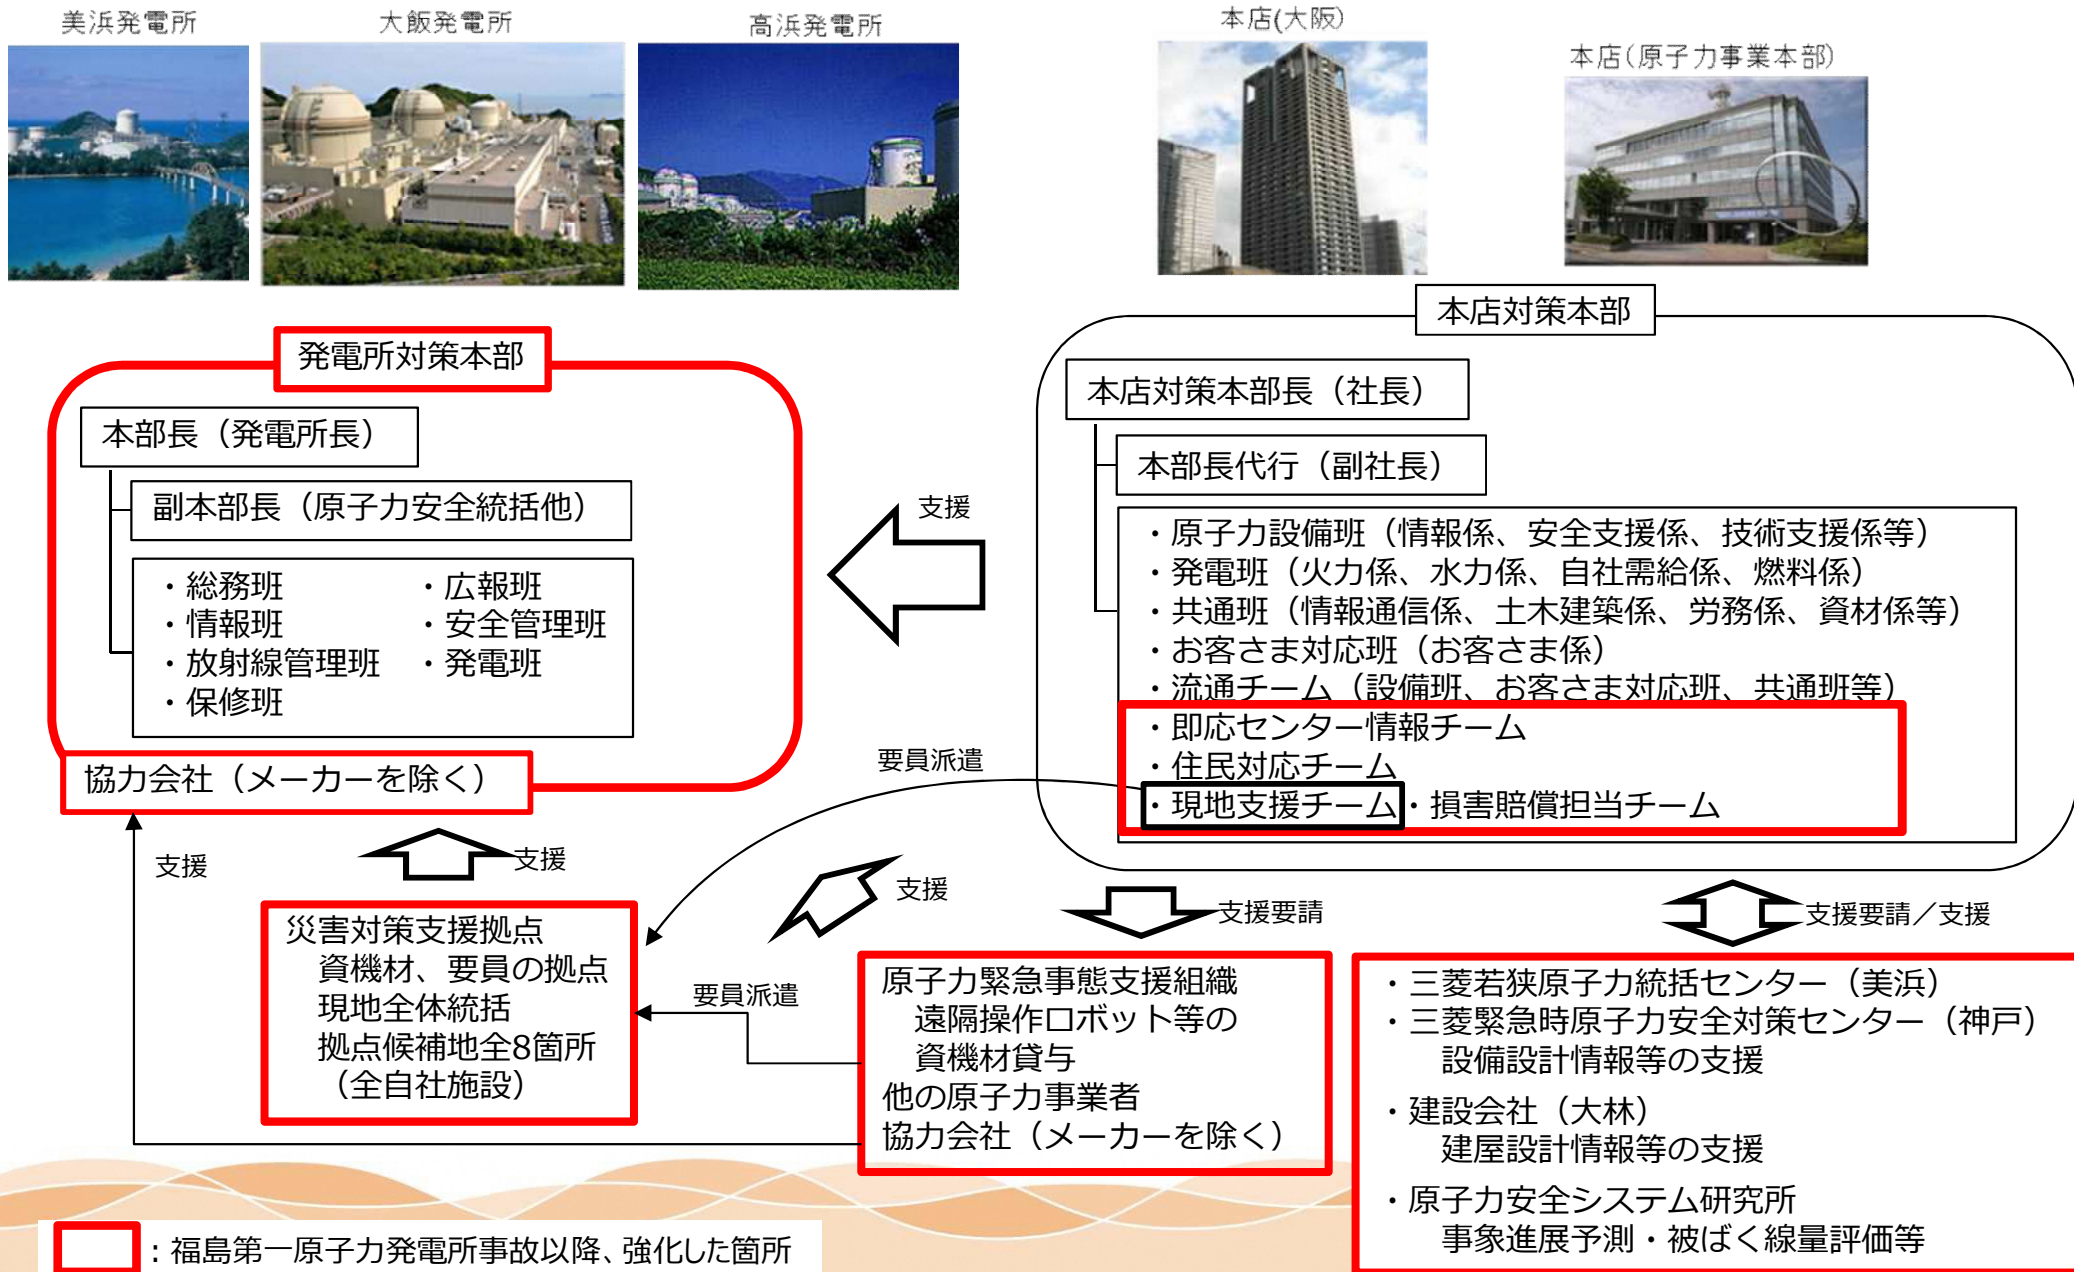 美浜発電所
大飯発電所
高浜発電所
本店(大阪)
本店(原子力事業本部)
発電所対策本部
本部長（発電所長）
副本部長（原子力安全統括他）
・総務班
・広報班
・情報班
・安全管理班
・放射線管理班
・発電班
・保修班
協力会社（メーカーを除く）
支援
本店対策本部
本店対策本部長（社長）
本部長代行（副社長）
・原子力設備班（情報係、安全支援係、技術支援係等）
・発電班（火力係、水力係、自社需給係、燃料係）
・共通班（情報通信係、土木建築係、労務係、資材係等）
・お客さま対応班（お客さま係）
・流通チーム（設備班、お客さま対応班、共通班等）
・即応センター情報チーム
・住民対応チーム
・現地支援チーム・損害賠償担当チーム
要員派遣
支援
支援
支援
支援要請
支援要請／支援
災害対策支援拠点
資機材、要員の拠点
現地全体統括
拠点候補地全8箇所
（全自社施設）
要員派遣
原子力緊急事態支援組織
遠隔操作ロボット等の
資機材貸与
他の原子力事業者
協力会社（メーカーを除く）
・三菱若狭原子力統括センター（美浜）
・三菱緊急時原子力安全対策センター（神戸）
設備設計情報等の支援
・建設会社（大林）
建屋設計情報等の支援
・原子力安全システム研究所
事象進展予測・被ばく線量評価等
：福島第一原子力発電所事故以降、強化した箇所